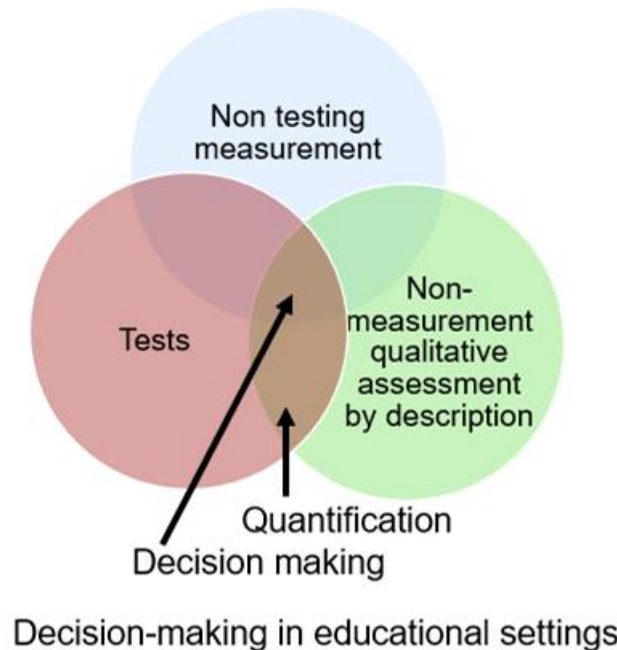 Non testing
measurement
Tests
Non-
measurement
qualitative
assessment
by description
Quantification
Decision making
Decision-making in educational settings